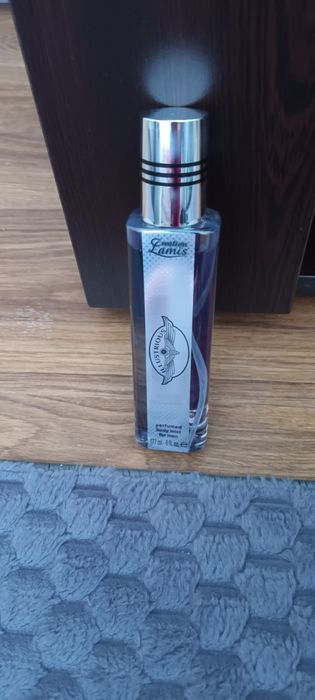 Creation
Lamis
ILLUSTRIOUS
perfumed
body mist
for men
177 ml - 6 fl. oz. e